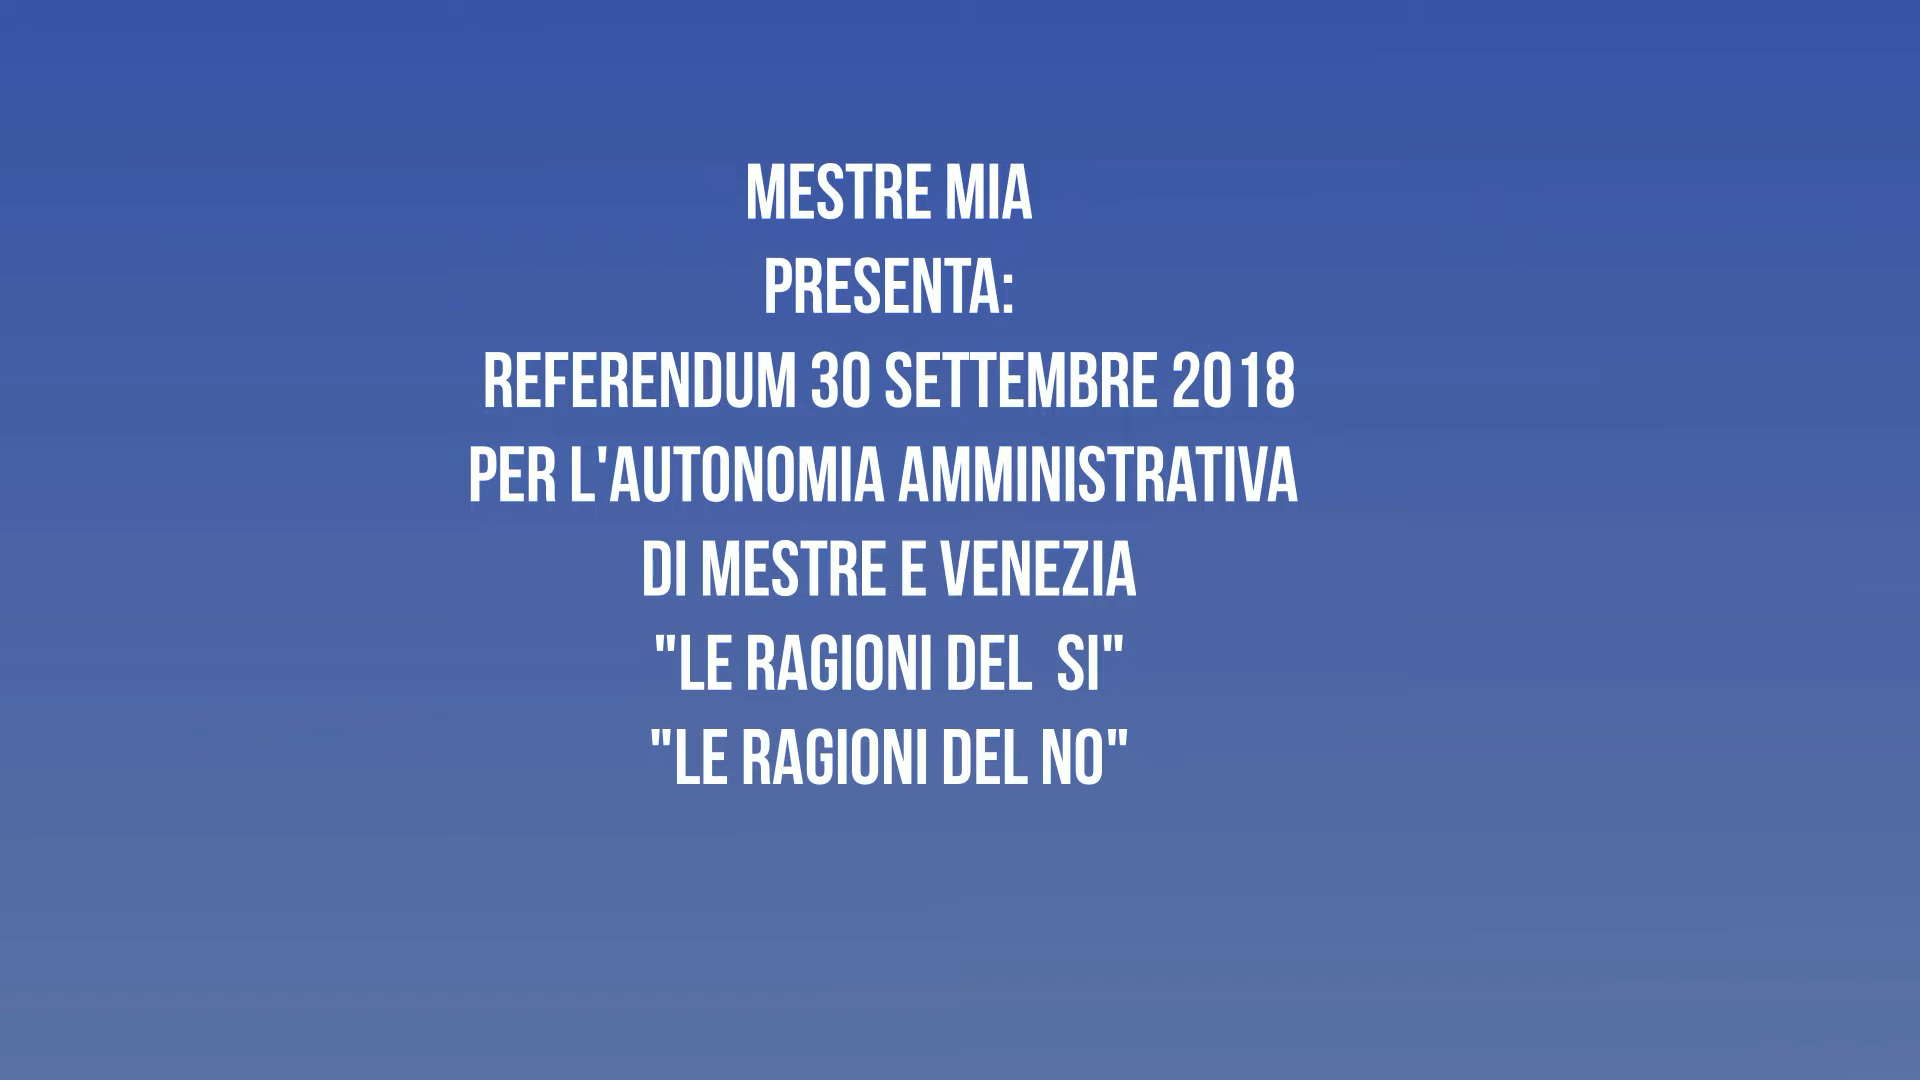 MESTRE MIA
PRESENTA:
REFERENDUM 30 SETTEMBRE 2018
PER L'AUTONOMIA AMMINISTRATIVA
DI MESTRE E VENEZIA
"LE RAGIONI DEL  SI"
"LE RAGIONI DEL NO"